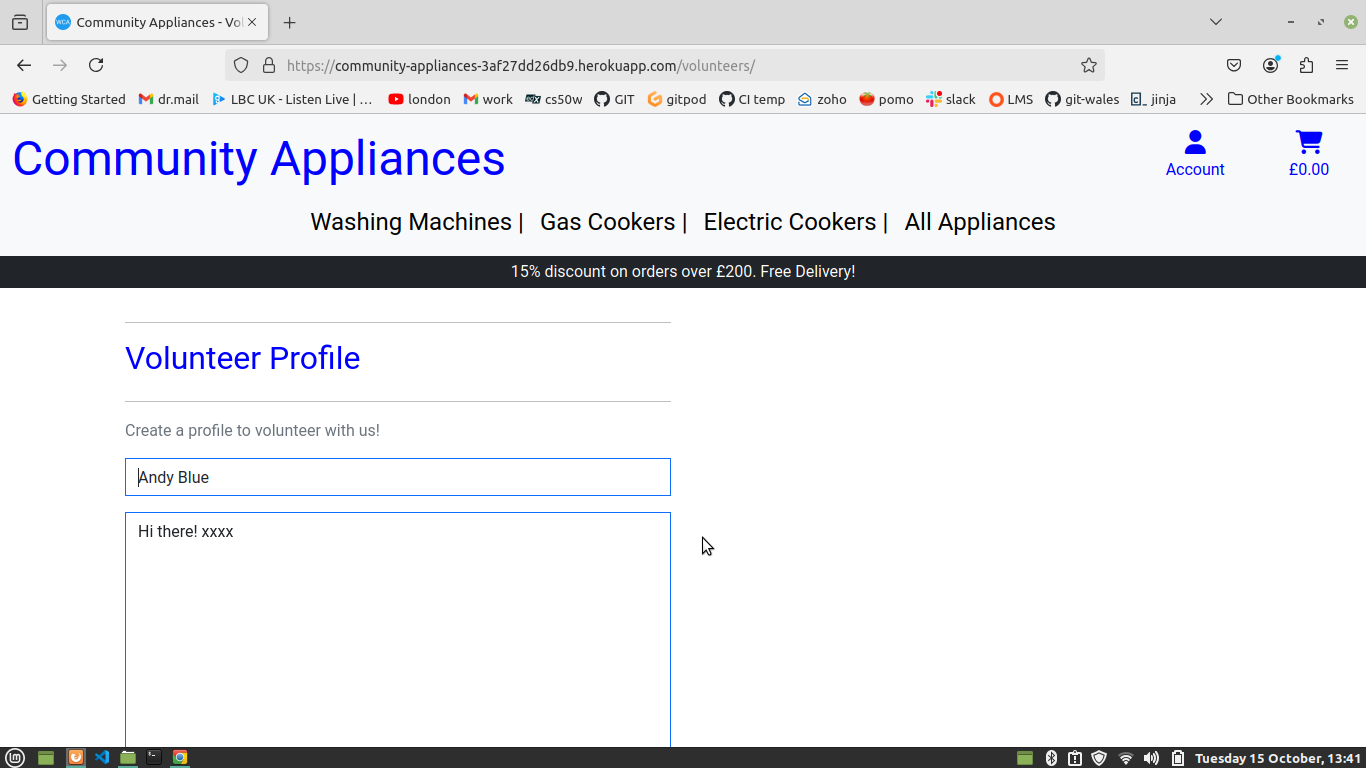 WCA Community Appliances - Vol
https://community-appliances-3af27dd26db9.herokuapp.com/volunteers/
Getting Started dr.mail LBC UK - Listen Live | … london work cs50w GIT gitpod CI temp zoho pomo slack LMS git-wales jinja Other Bookmarks
Community Appliances
Account £0.00
Washing Machines | Gas Cookers | Electric Cookers | All Appliances
15% discount on orders over £200. Free Delivery!
Volunteer Profile
Create a profile to volunteer with us!
Andy Blue
Hi there! xxxx
Tuesday 15 October, 13:41